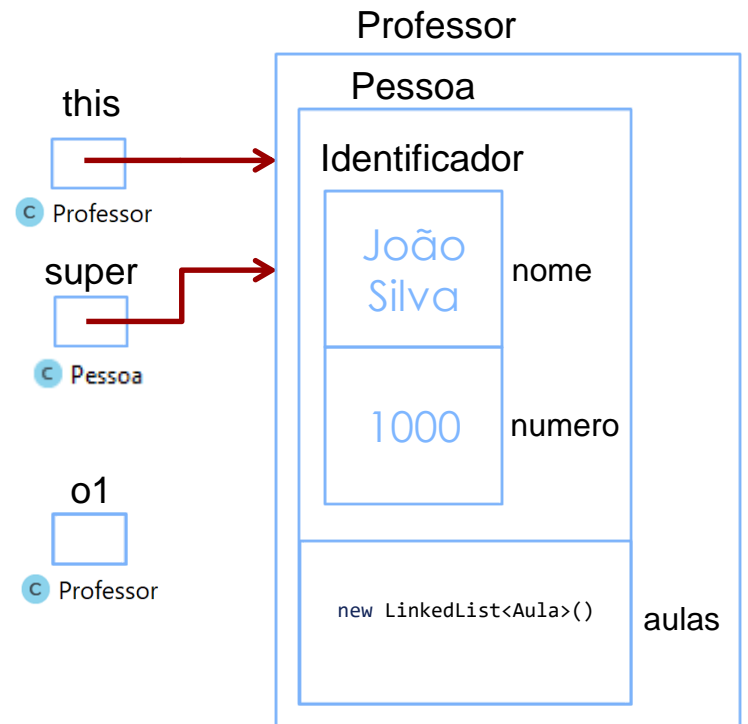 Professor
Pessoa
this
C Professor
Identificador
João
Silva
nome
super
C Pessoa
1000
numero
o1
C Professor
new LinkedList<Aula>()
aulas